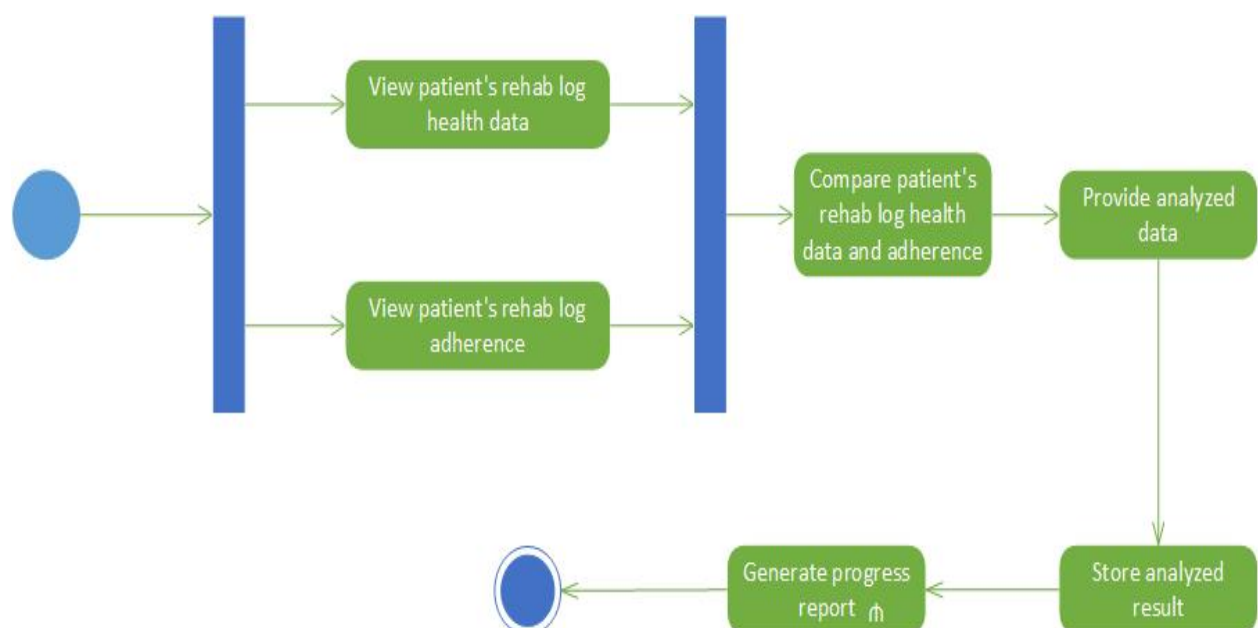 View patient's rehab log
health data
View patient's rehab log
adherence
Compare patient's
rehab log health
data and adherence
Provide analyzed
data
Store analyzed
result
Generate progress
report